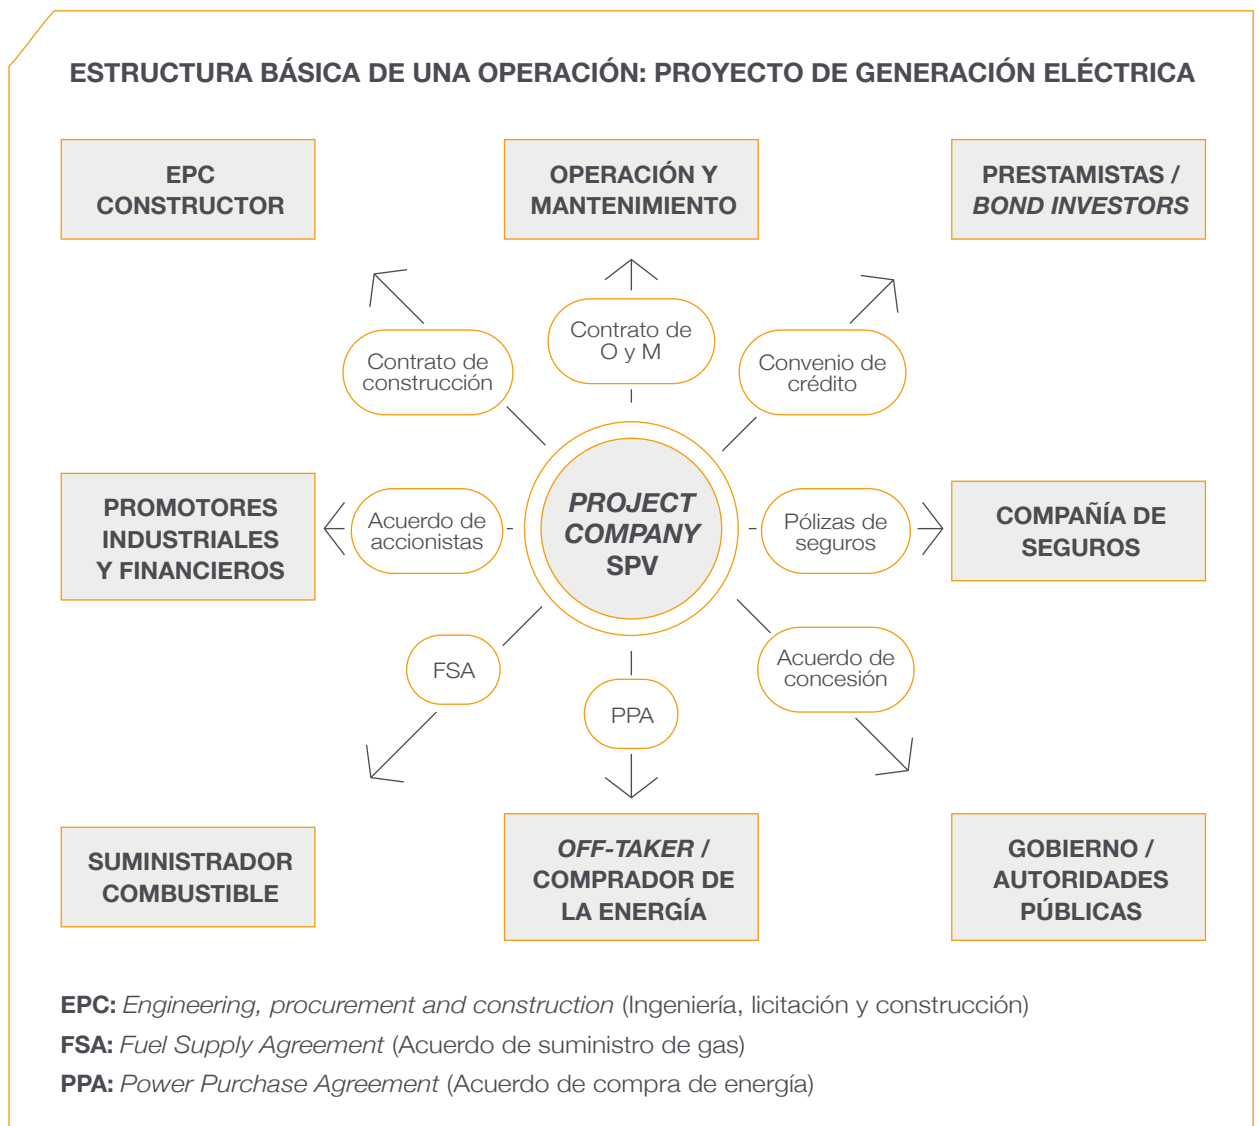 ESTRUCTURA BÁSICA DE UNA OPERACIÓN: PROYECTO DE GENERACIÓN ELÉCTRICA
EPC
CONSTRUCTOR
OPERACIÓN Y
MANTENIMIENTO
PRESTAMISTAS /
BOND INVESTORS
Contrato de
construcción
Contrato de
O y M
Convenio de
crédito
PROMOTORES
INDUSTRIALES
Y FINANCIEROS
Acuerdo de
accionistas
PROJECT
COMPANY
SPV
Pólizas de
seguros
COMPAÑÍA DE
SEGUROS
FSA
PPA
Acuerdo de
concesión
SUMINISTRADOR
COMBUSTIBLE
OFF-TAKER /
COMPRADOR DE
LA ENERGÍA
GOBIERNO /
AUTORIDADES
PÚBLICAS
EPC: Engineering, procurement and construction (Ingeniería, licitación y construcción)
FSA: Fuel Supply Agreement (Acuerdo de suministro de gas)
PPA: Power Purchase Agreement (Acuerdo de compra de energía)